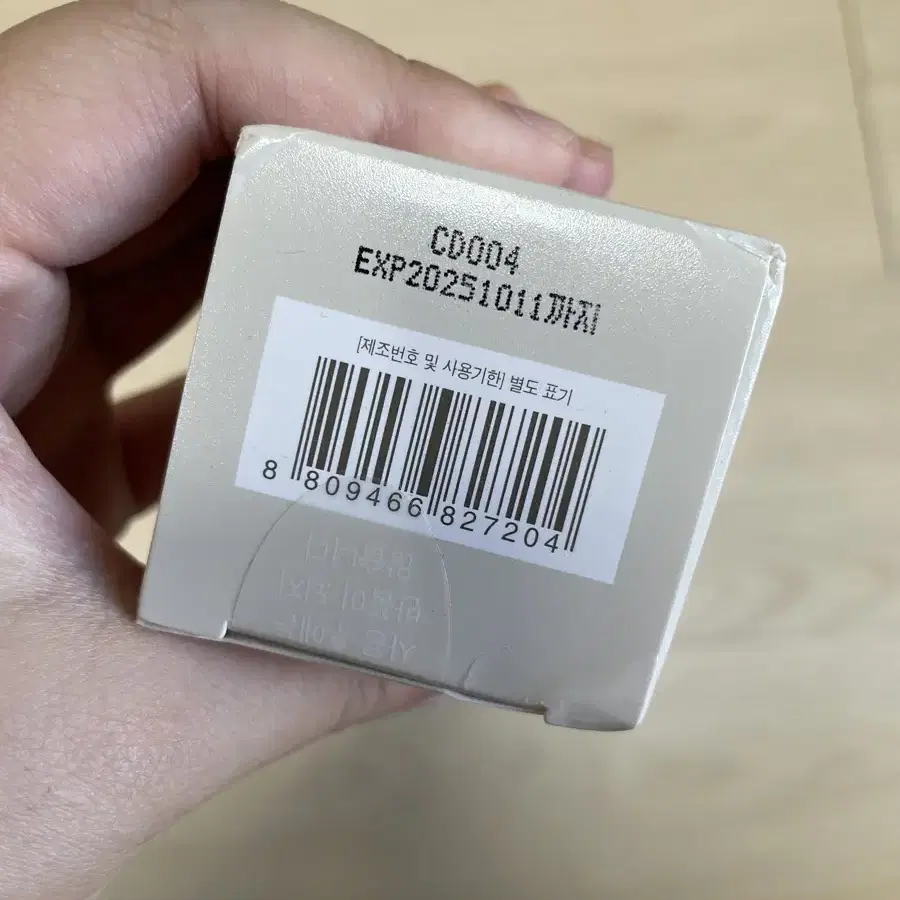 CD004
EXP20251011까지
[제조번호 및 사용기한] 별도 표기
8 809466 827204